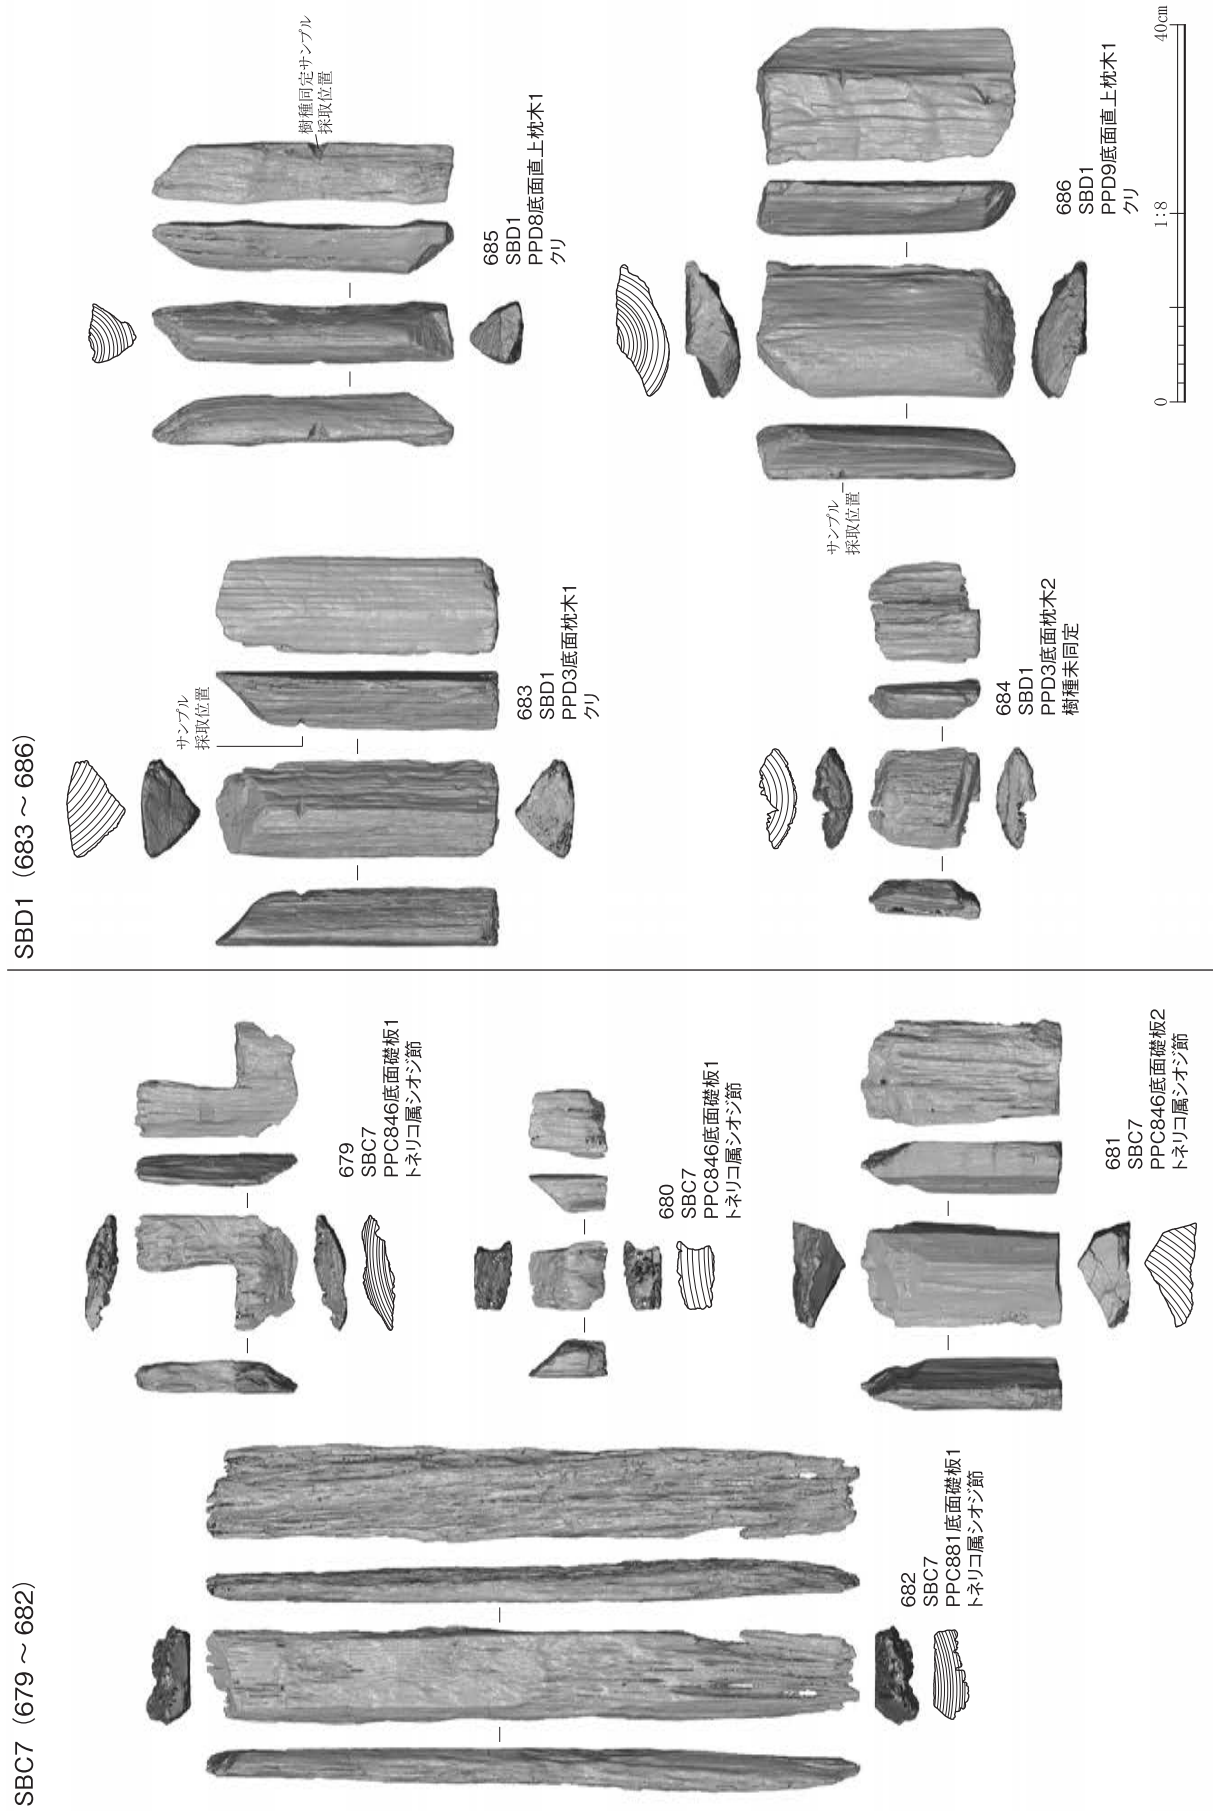 SBC7（679 ～ 682）
682
SBC7
PPC881底面礎板1
トネリコ属シオジ節
679
SBC7
PPC846底面礎板1
トネリコ属シオジ節
680
SBC7
PPC846底面礎板1
トネリコ属シオジ節
681
SBC7
PPC846底面礎板2
トネリコ属シオジ節
SBD1（683 ～ 686）
サンプル
採取位置
683
SBD1
PPD3底面枕木1
クリ
684
SBD1
PPD3底面枕木2
樹種未同定
樹種同定サンプル
採取位置
685
SBD1
PPD8底面直上枕木1
クリ
サンプル
採取位置
686
SBD1
PPD9底面直上枕木1
クリ
0
1:8
40cm